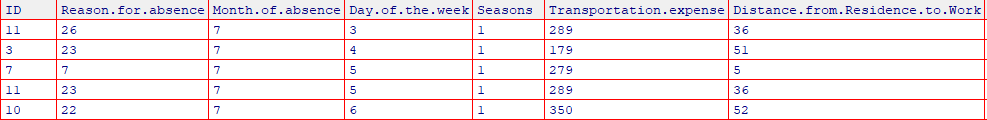 ID Reason.for.absence Month.of.absence Day.of.the.week Seasons Transportation.expense Distance.from.Residence.to.Work
11 26 7 3 1 289 36
3 23 7 4 1 179 51
7 7 7 5 1 279 5
11 23 7 5 1 289 36
10 22 7 6 1 350 52